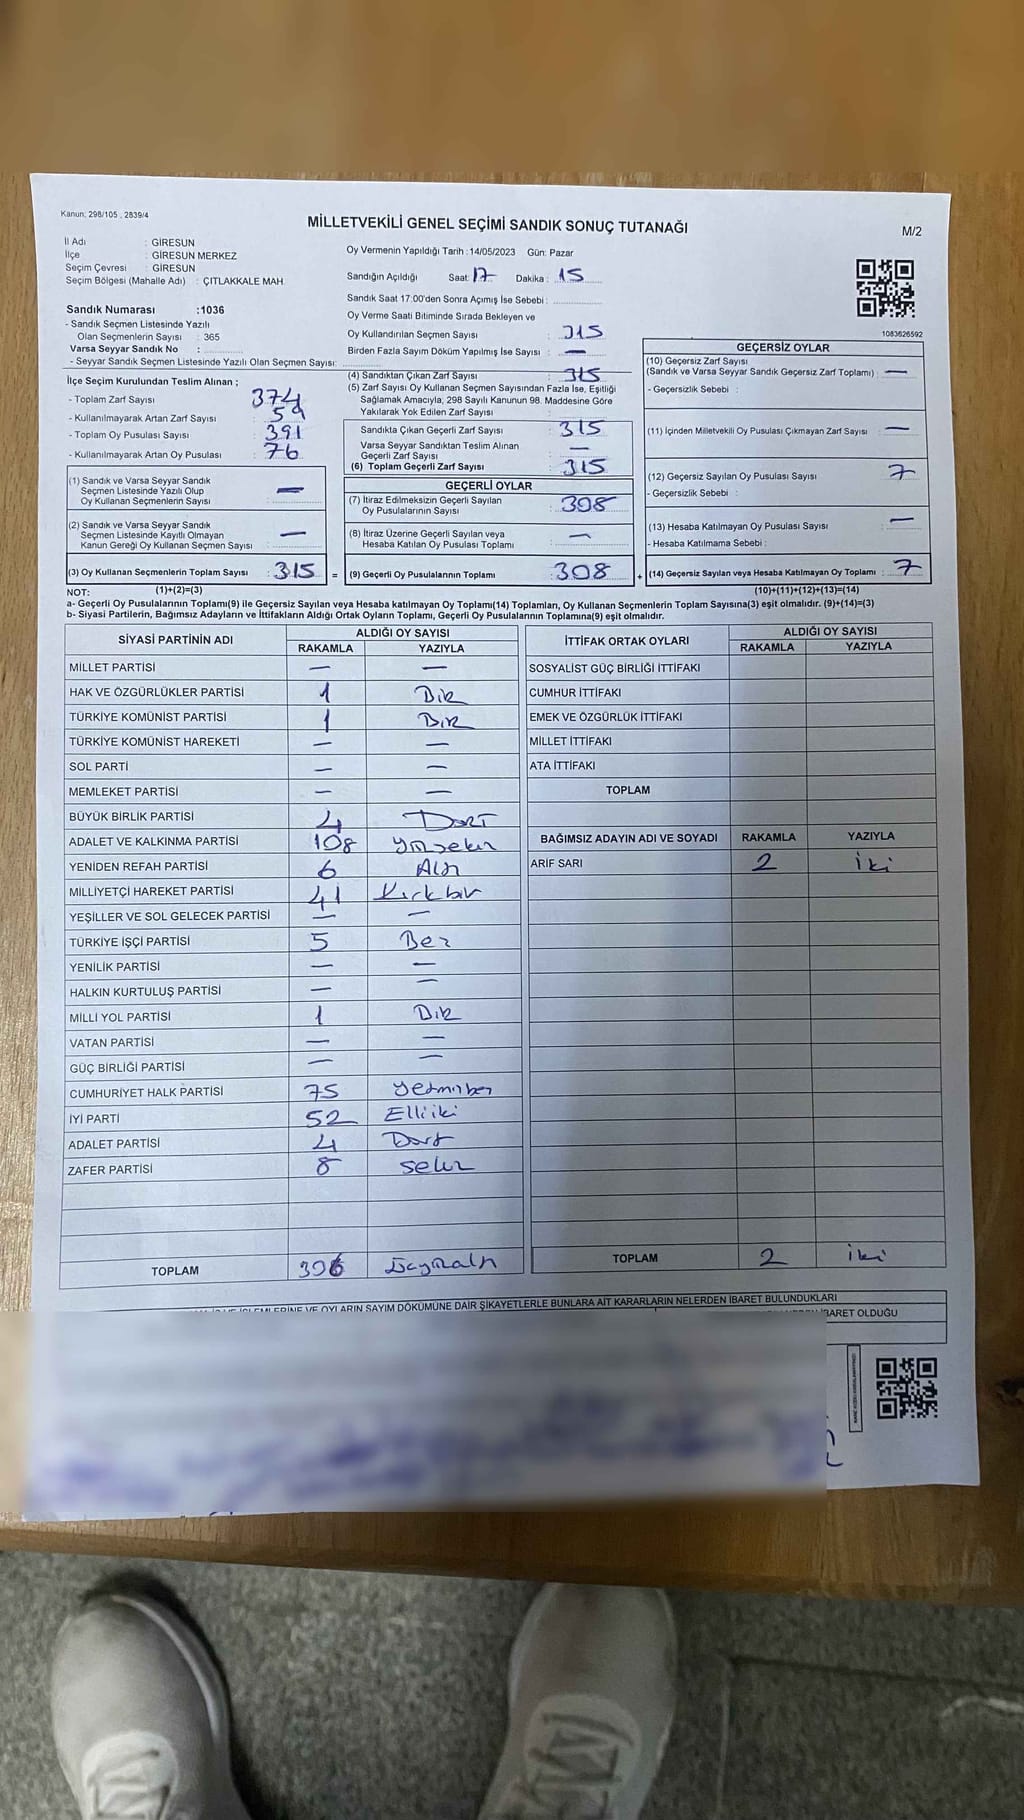 Kanun: 298/105 , 2839/4
MİLLETVEKİLİ GENEL SEÇİMİ SANDIK SONUÇ TUTANAĞI
M/2
İl Adı : GİRESUN
İlçe : GİRESUN MERKEZ
Seçim Çevresi : GİRESUN
Seçim Bölgesi (Mahalle Adı) : ÇITLAKKALE MAH
Sandık Numarası :1036
- Sandık Seçmen Listesinde Yazılı
Olan Seçmenlerin Sayısı : 365
Varsa Seyyar Sandık No :
- Seyyar Sandık Seçmen Listesinde Yazılı Olan Seçmen Sayısı:
İlçe Seçim Kurulundan Teslim Alınan ;
- Toplam Zarf Sayısı : 374
- Kullanılmayarak Artan Zarf Sayısı : 59
- Toplam Oy Pusulası Sayısı : 391
- Kullanılmayarak Artan Oy Pusulası : 76
(1) Sandık ve Varsa Seyyar Sandık
Seçmen Listesinde Yazılı Olup
Oy Kullanan Seçmenlerin Sayısı : —
(2) Sandık ve Varsa Seyyar Sandık
Seçmen Listesinde Kayıtlı Olmayan
Kanun Gereği Oy Kullanan Seçmen Sayısı : —
(3) Oy Kullanan Seçmenlerin Toplam Sayısı : 315
Oy Vermenin Yapıldığı Tarih :14/05/2023 Gün: Pazar
Sandığın Açıldığı Saat: 17 Dakika : 15
Sandık Saat 17:00'den Sonra Açımış İse Sebebi :
Oy Verme Saati Bitiminde Sırada Bekleyen ve
Oy Kullandırılan Seçmen Sayısı : 315
Birden Fazla Sayım Döküm Yapılmış İse Sayısı : —
(4) Sandıktan Çıkan Zarf Sayısı : 315
(5) Zarf Sayısı Oy Kullanan Seçmen Sayısından Fazla İse, Eşitliği
Sağlamak Amacıyla; 298 Sayılı Kanunun 98. Maddesine Göre
Yakılarak Yok Edilen Zarf Sayısı :
Sandıkta Çıkan Geçerli Zarf Sayısı : 315
Varsa Seyyar Sandıktan Teslim Alınan
Geçerli Zarf Sayısı : —
(6) Toplam Geçerli Zarf Sayısı : 315
GEÇERLİ OYLAR
(7) İtiraz Edilmeksizin Geçerli Sayılan
Oy Pusulalarının Sayısı : 308
(8) İtiraz Üzerine Geçerli Sayılan veya
Hesaba Katılan Oy Pusulası Toplamı : —
= (9) Geçerli Oy Pusulalarının Toplamı : 308
1083626592
GEÇERSİZ OYLAR
(10) Geçersiz Zarf Sayısı
(Sandık ve Varsa Seyyar Sandık Geçersiz Zarf Toplamı) : —
- Geçersizlik Sebebi :
(11) İçinden Milletvekili Oy Pusulası Çıkmayan Zarf Sayısı : —
(12) Geçersiz Sayılan Oy Pusulası Sayısı : 7
- Geçersizlik Sebebi :
(13) Hesaba Katılmayan Oy Pusulası Sayısı : —
- Hesaba Katılmama Sebebi :
+ (14) Geçersiz Sayılan veya Hesaba Katılmayan Oy Toplamı : 7
NOT: (1)+(2)=(3) (10)+(11)+(12)+(13)=(14)
a- Geçerli Oy Pusulalarının Toplamı(9) ile Geçersiz Sayılan veya Hesaba katılmayan Oy Toplamı(14) Toplamları, Oy Kullanan Seçmenlerin Toplam Sayısına(3) eşit olmalıdır. (9)+(14)=(3)
b- Siyasi Partilerin, Bağımsız Adayların ve İttifakların Aldığı Ortak Oyların Toplamı, Geçerli Oy Pusulalarının Toplamına(9) eşit olmalıdır.
SİYASİ PARTİNİN ADI ALDIĞI OY SAYISI
RAKAMLA YAZIYLA
MİLLET PARTİSİ — —
HAK VE ÖZGÜRLÜKLER PARTİSİ 1 Bir
TÜRKİYE KOMÜNİST PARTİSİ 1 Bir
TÜRKİYE KOMÜNİST HAREKETİ — —
SOL PARTİ — —
MEMLEKET PARTİSİ — —
BÜYÜK BİRLİK PARTİSİ 4 Dört
ADALET VE KALKINMA PARTİSİ 108 Yüzsekiz
YENİDEN REFAH PARTİSİ 6 Altı
MİLLİYETÇİ HAREKET PARTİSİ 41 Kırkbir
YEŞİLLER VE SOL GELECEK PARTİSİ — —
TÜRKİYE İŞÇİ PARTİSİ 5 Beş
YENİLİK PARTİSİ — —
HALKIN KURTULUŞ PARTİSİ — —
MİLLİ YOL PARTİSİ 1 Bir
VATAN PARTİSİ — —
GÜÇ BİRLİĞİ PARTİSİ — —
CUMHURİYET HALK PARTİSİ 75 Yetmişbeş
İYİ PARTİ 52 Elliiki
ADALET PARTİSİ 4 Dört
ZAFER PARTİSİ 8 sekiz
TOPLAM 306 Üçyüzaltı
İTTİFAK ORTAK OYLARI ALDIĞI OY SAYISI
RAKAMLA YAZIYLA
SOSYALİST GÜÇ BİRLİĞİ İTTİFAKI
CUMHUR İTTİFAKI
EMEK VE ÖZGÜRLÜK İTTİFAKI
MİLLET İTTİFAKI
ATA İTTİFAKI
TOPLAM
BAĞIMSIZ ADAYIN ADI VE SOYADI RAKAMLA YAZIYLA
ARİF SARI 2 iki
TOPLAM 2 iki
OYLARIN SAYIM DÖKÜMÜNE DAİR ŞİKAYETLERLE BUNLARA AİT KARARLARIN NELERDEN İBARET BULUNDUKLARI
İBARET OLDUĞU